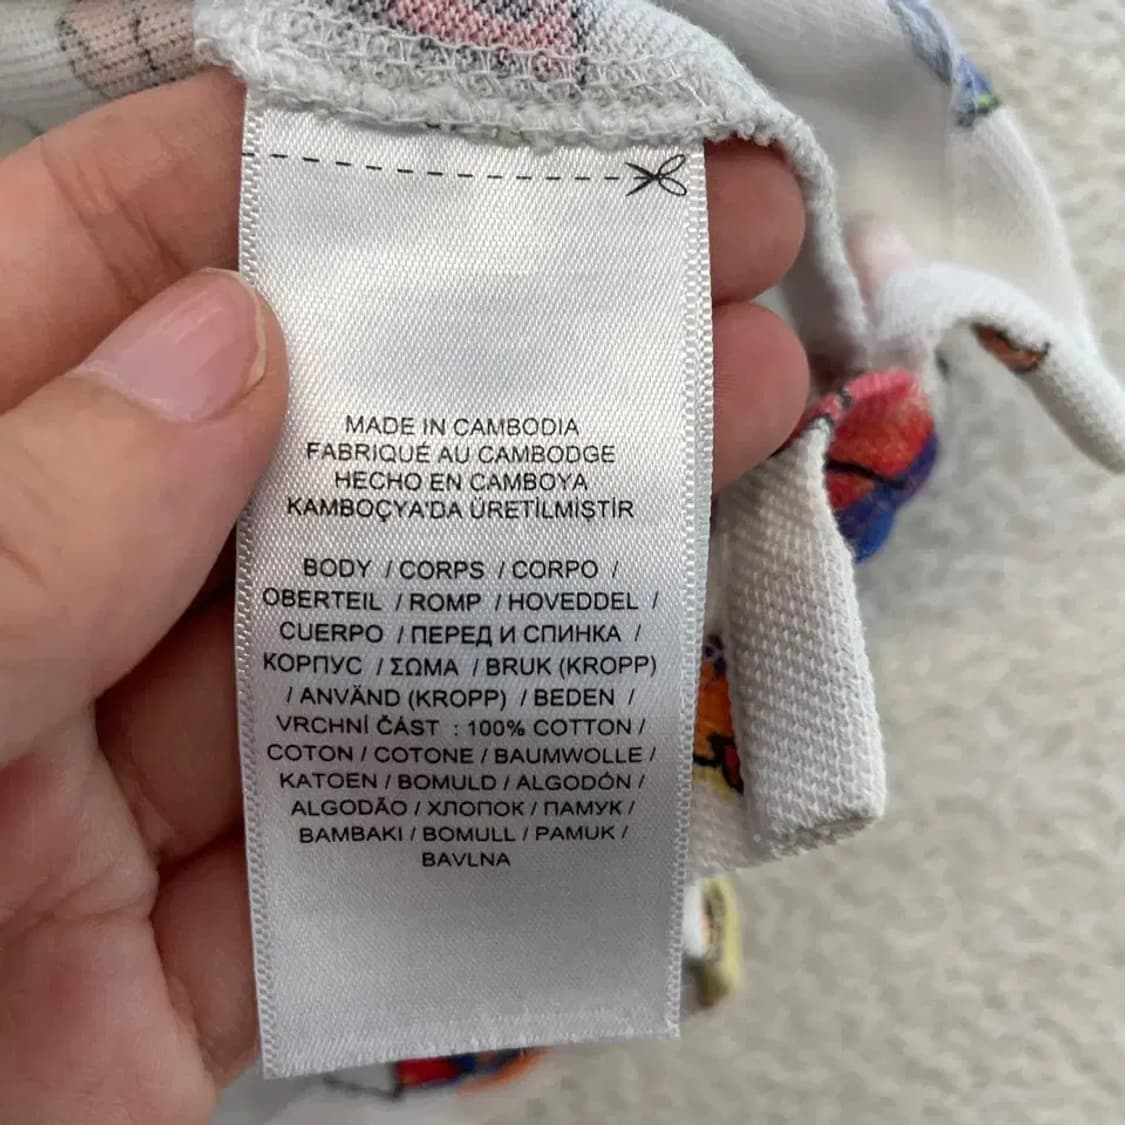 MADE IN CAMBODIA
FABRIQUÉ AU CAMBODGE
HECHO EN CAMBOYA
KAMBOÇYA'DA ÜRETİLMİŞTİR
BODY / CORPS / CORPO /
OBERTEIL / ROMP / HOVEDDEL /
CUERPO / ПЕРЕД И СПИНКА /
КОРПУС / ΣΩΜΑ / BRUK (KROPP)
/ ANVÄND (KROPP) / BEDEN /
VRCHNÍ ČÁST : 100% COTTON /
COTON / COTONE / BAUMWOLLE /
KATOEN / BOMULD / ALGODÓN /
ALGODÃO / ХЛОПОК / ПАМУК /
BAMBAKI / BOMULL / PAMUK /
BAVLNA